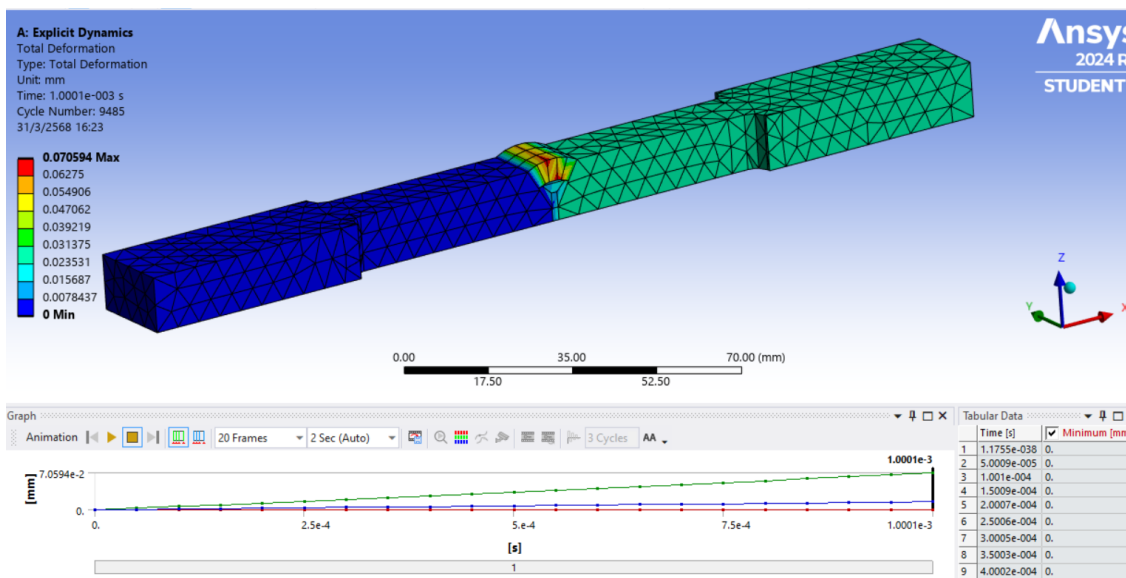 A: Explicit Dynamics
Total Deformation
Type: Total Deformation
Unit: mm
Time: 1.0001e-003 s
Cycle Number: 9485
31/3/2568 16:23
0.070594 Max
0.06275
0.054906
0.047062
0.039219
0.031375
0.023531
0.015687
0.0078437
0 Min
Ansys
2024 R
STUDENT
Z
Y
X
0.00 35.00 70.00 (mm)
17.50 52.50
Graph
Animation 20 Frames 2 Sec (Auto) 3 Cycles AA
1.0001e-3
7.0594e-2
[mm]
0.
0. 2.5e-4 5.e-4 7.5e-4 1.0001e-3
[s]
1
Tabular Data
Time [s] Minimum [mm
1 1.1755e-038 0.
2 5.0009e-005 0.
3 1.001e-004 0.
4 1.5009e-004 0.
5 2.0007e-004 0.
6 2.5006e-004 0.
7 3.0005e-004 0.
8 3.5003e-004 0.
9 4.0002e-004 0.